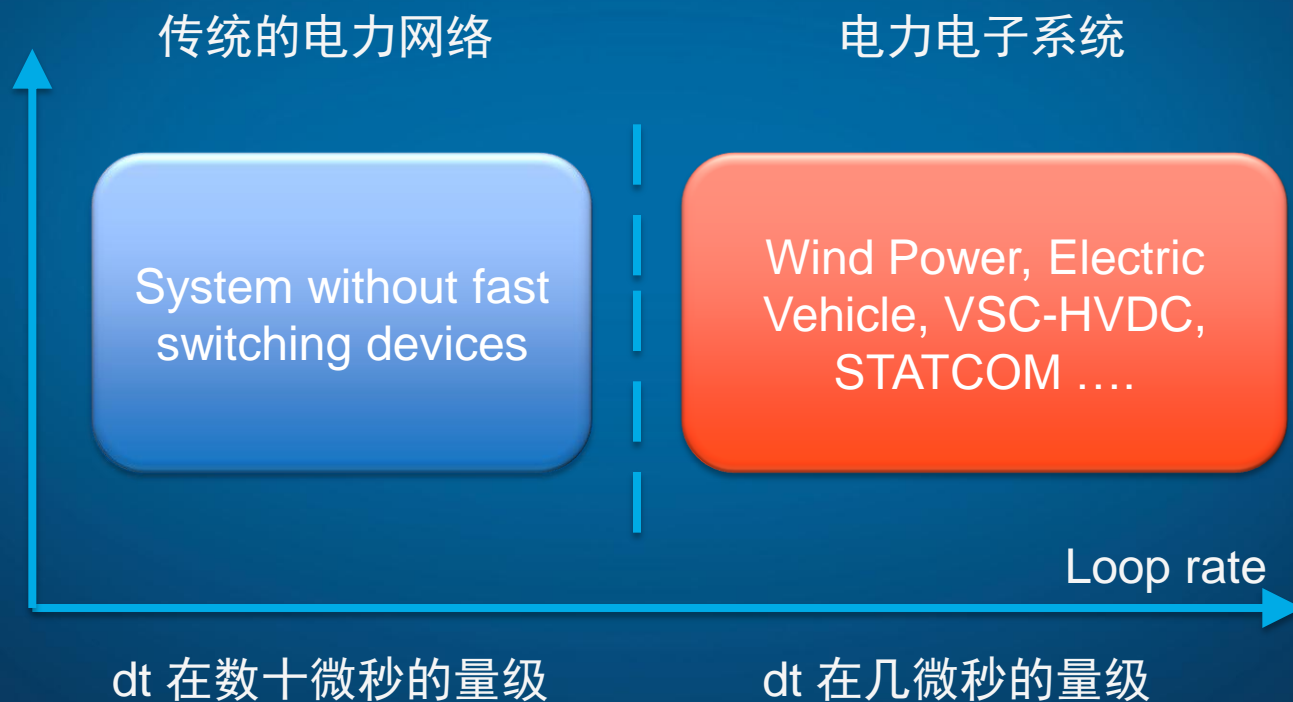 传统的电力网络
电力电子系统
System without fast
switching devices
Wind Power, Electric
Vehicle, VSC-HVDC,
STATCOM ….
Loop rate
dt 在数十微秒的量级
dt 在几微秒的量级